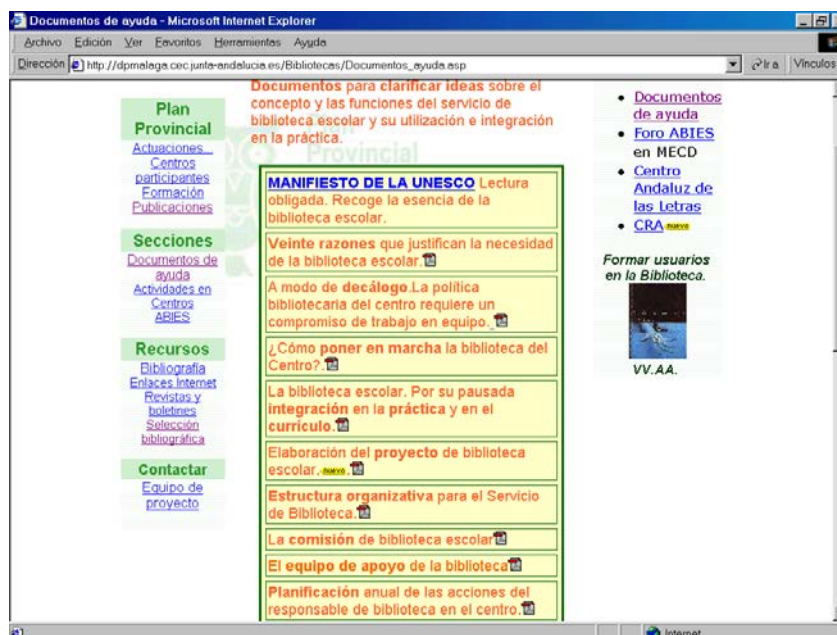 Documentos de ayuda - Microsoft Internet Explorer
Archivo Edición Ver Favoritos Herramientas Ayuda
Dirección http://dpmalaga.cec.junta-andalucia.es/Bibliotecas/Documentos_ayuda.asp Ir a Vínculos
Plan
Provincial
Actuaciones...
Centros
participantes
Formación
Publicaciones
Secciones
Documentos de
ayuda
Actividades en
Centros
ABIES
Recursos
Bibliografía
Enlaces Internet
Revistas y
boletines
Selección
bibliográfica
Contactar
Equipo de
proyecto
Documentos para clarificar ideas sobre el
concepto y las funciones del servicio de
biblioteca escolar y su utilización e integración
en la práctica.
Plan
Provincial
MANIFIESTO DE LA UNESCO Lectura
obligada. Recoge la esencia de la
biblioteca escolar.
Veinte razones que justifican la necesidad
de la biblioteca escolar.
A modo de decálogo.La política
bibliotecaria del centro requiere un
compromiso de trabajo en equipo.
¿Cómo poner en marcha la biblioteca del
Centro?.
La biblioteca escolar. Por su pausada
integración en la práctica y en el
currículo.
Elaboración del proyecto de biblioteca
escolar. nuevo .
Estructura organizativa para el Servicio
de Biblioteca.
La comisión de biblioteca escolar
El equipo de apoyo de la biblioteca
Planificación anual de las acciones del
responsable de biblioteca en el centro.
Documentos
de ayuda
Foro ABIES
en MECD
Centro
Andaluz de
las Letras
CRA nuevo
Formar usuarios
en la Biblioteca.
VV.AA.
Internet